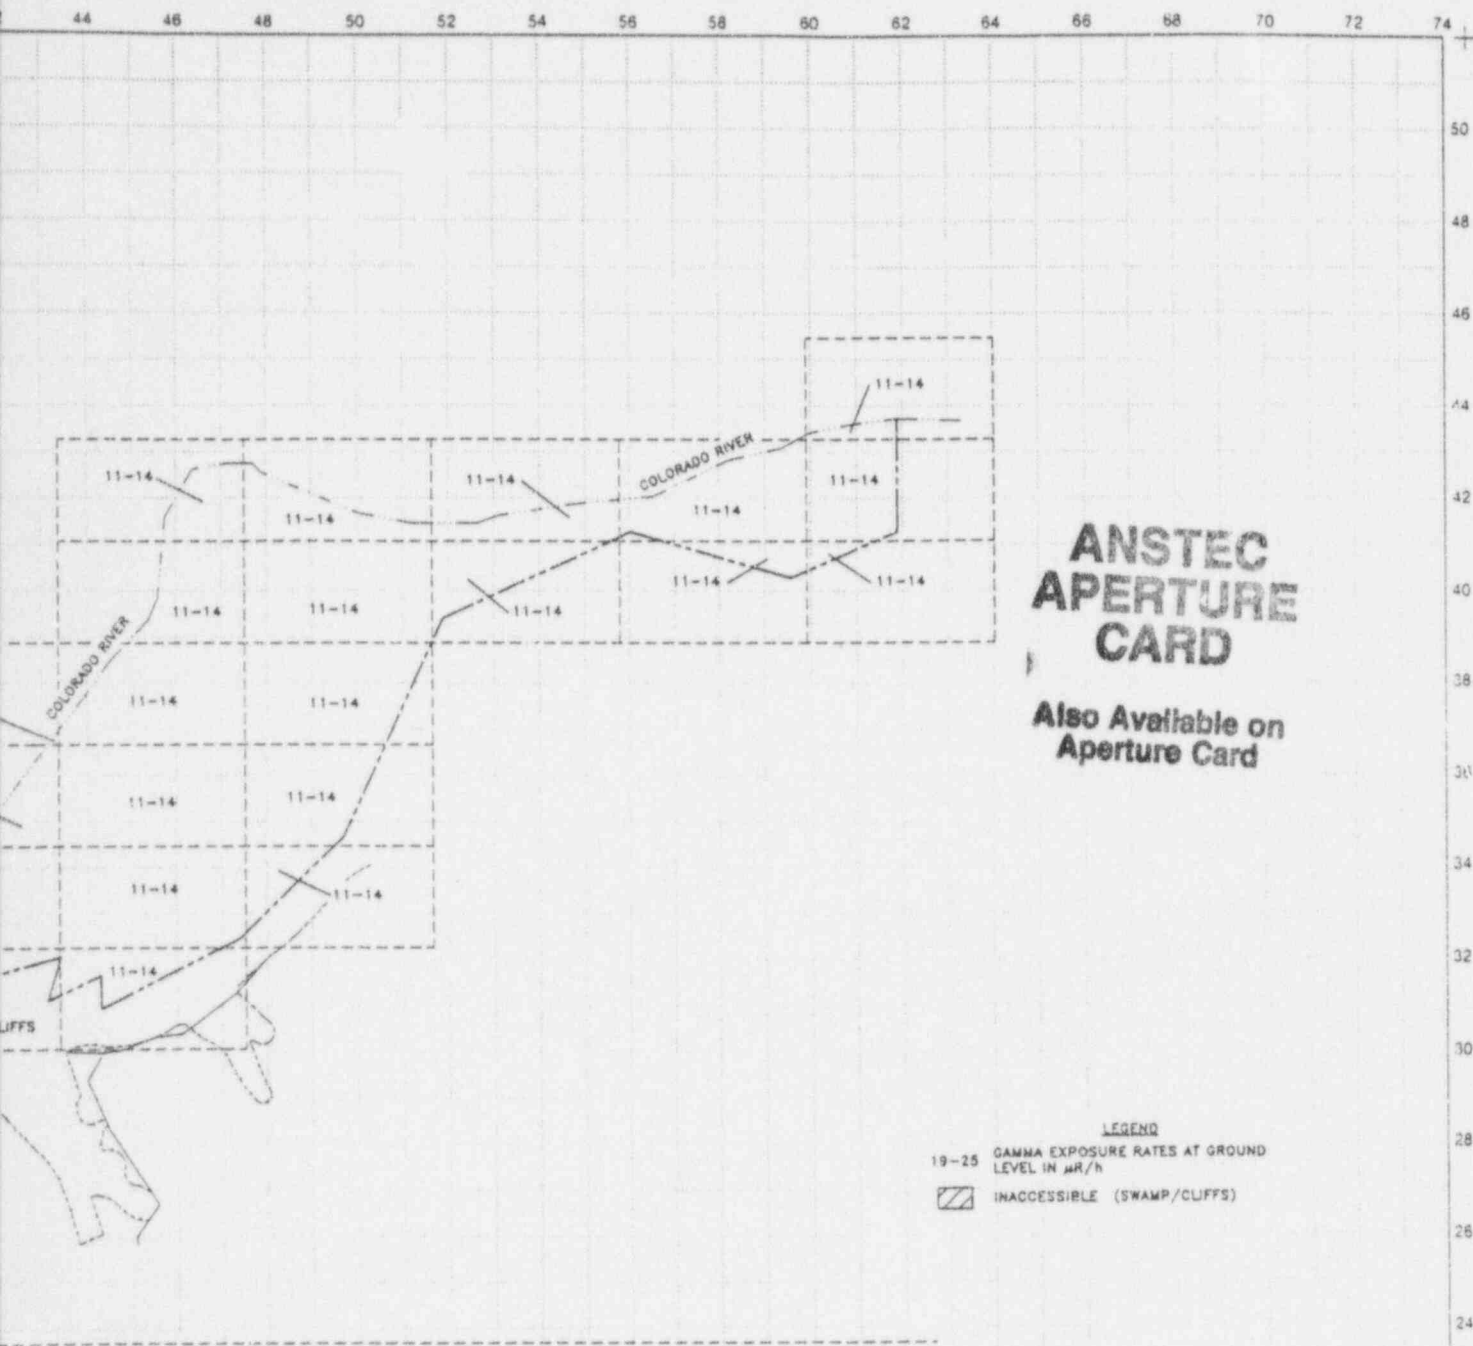 44 46 48 50 52 54 56 58 60 62 64 66 68 70 72 74
50
48
46
11-14
44
COLORADO RIVER
11-14
11-14
11-14
42
11-14
11-14
ANSTEC
APERTURE
CARD
11-14
11-14
40
11-14
11-14
11-14
COLORADO RIVER
38
11-14
11-14
Also Available on
Aperture Card
36
11-14
11-14
34
11-14
11-14
32
11-14
LIFFS
30
LEGEND
28
19-25 GAMMA EXPOSURE RATES AT GROUND
LEVEL IN μR/h
INACCESSIBLE (SWAMP/CLIFFS)
26
24